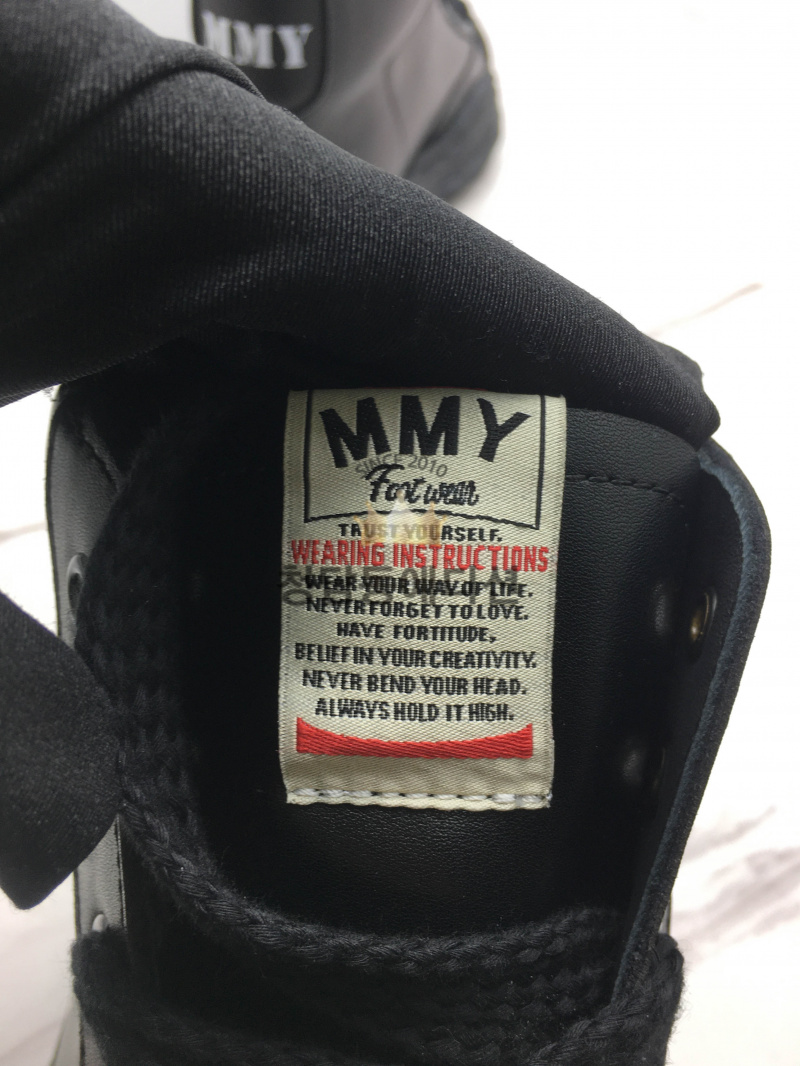 MMY
MMY
SINCE 2010
Footwear
TRUST YOURSELF.
WEARING INSTRUCTIONS
WEAR YOUR WAY OF LIFE.
NEVER FORGET TO LOVE.
HAVE FORTITUDE,
BELIEF IN YOUR CREATIVITY.
NEVER BEND YOUR HEAD.
ALWAYS HOLD IT HIGH.